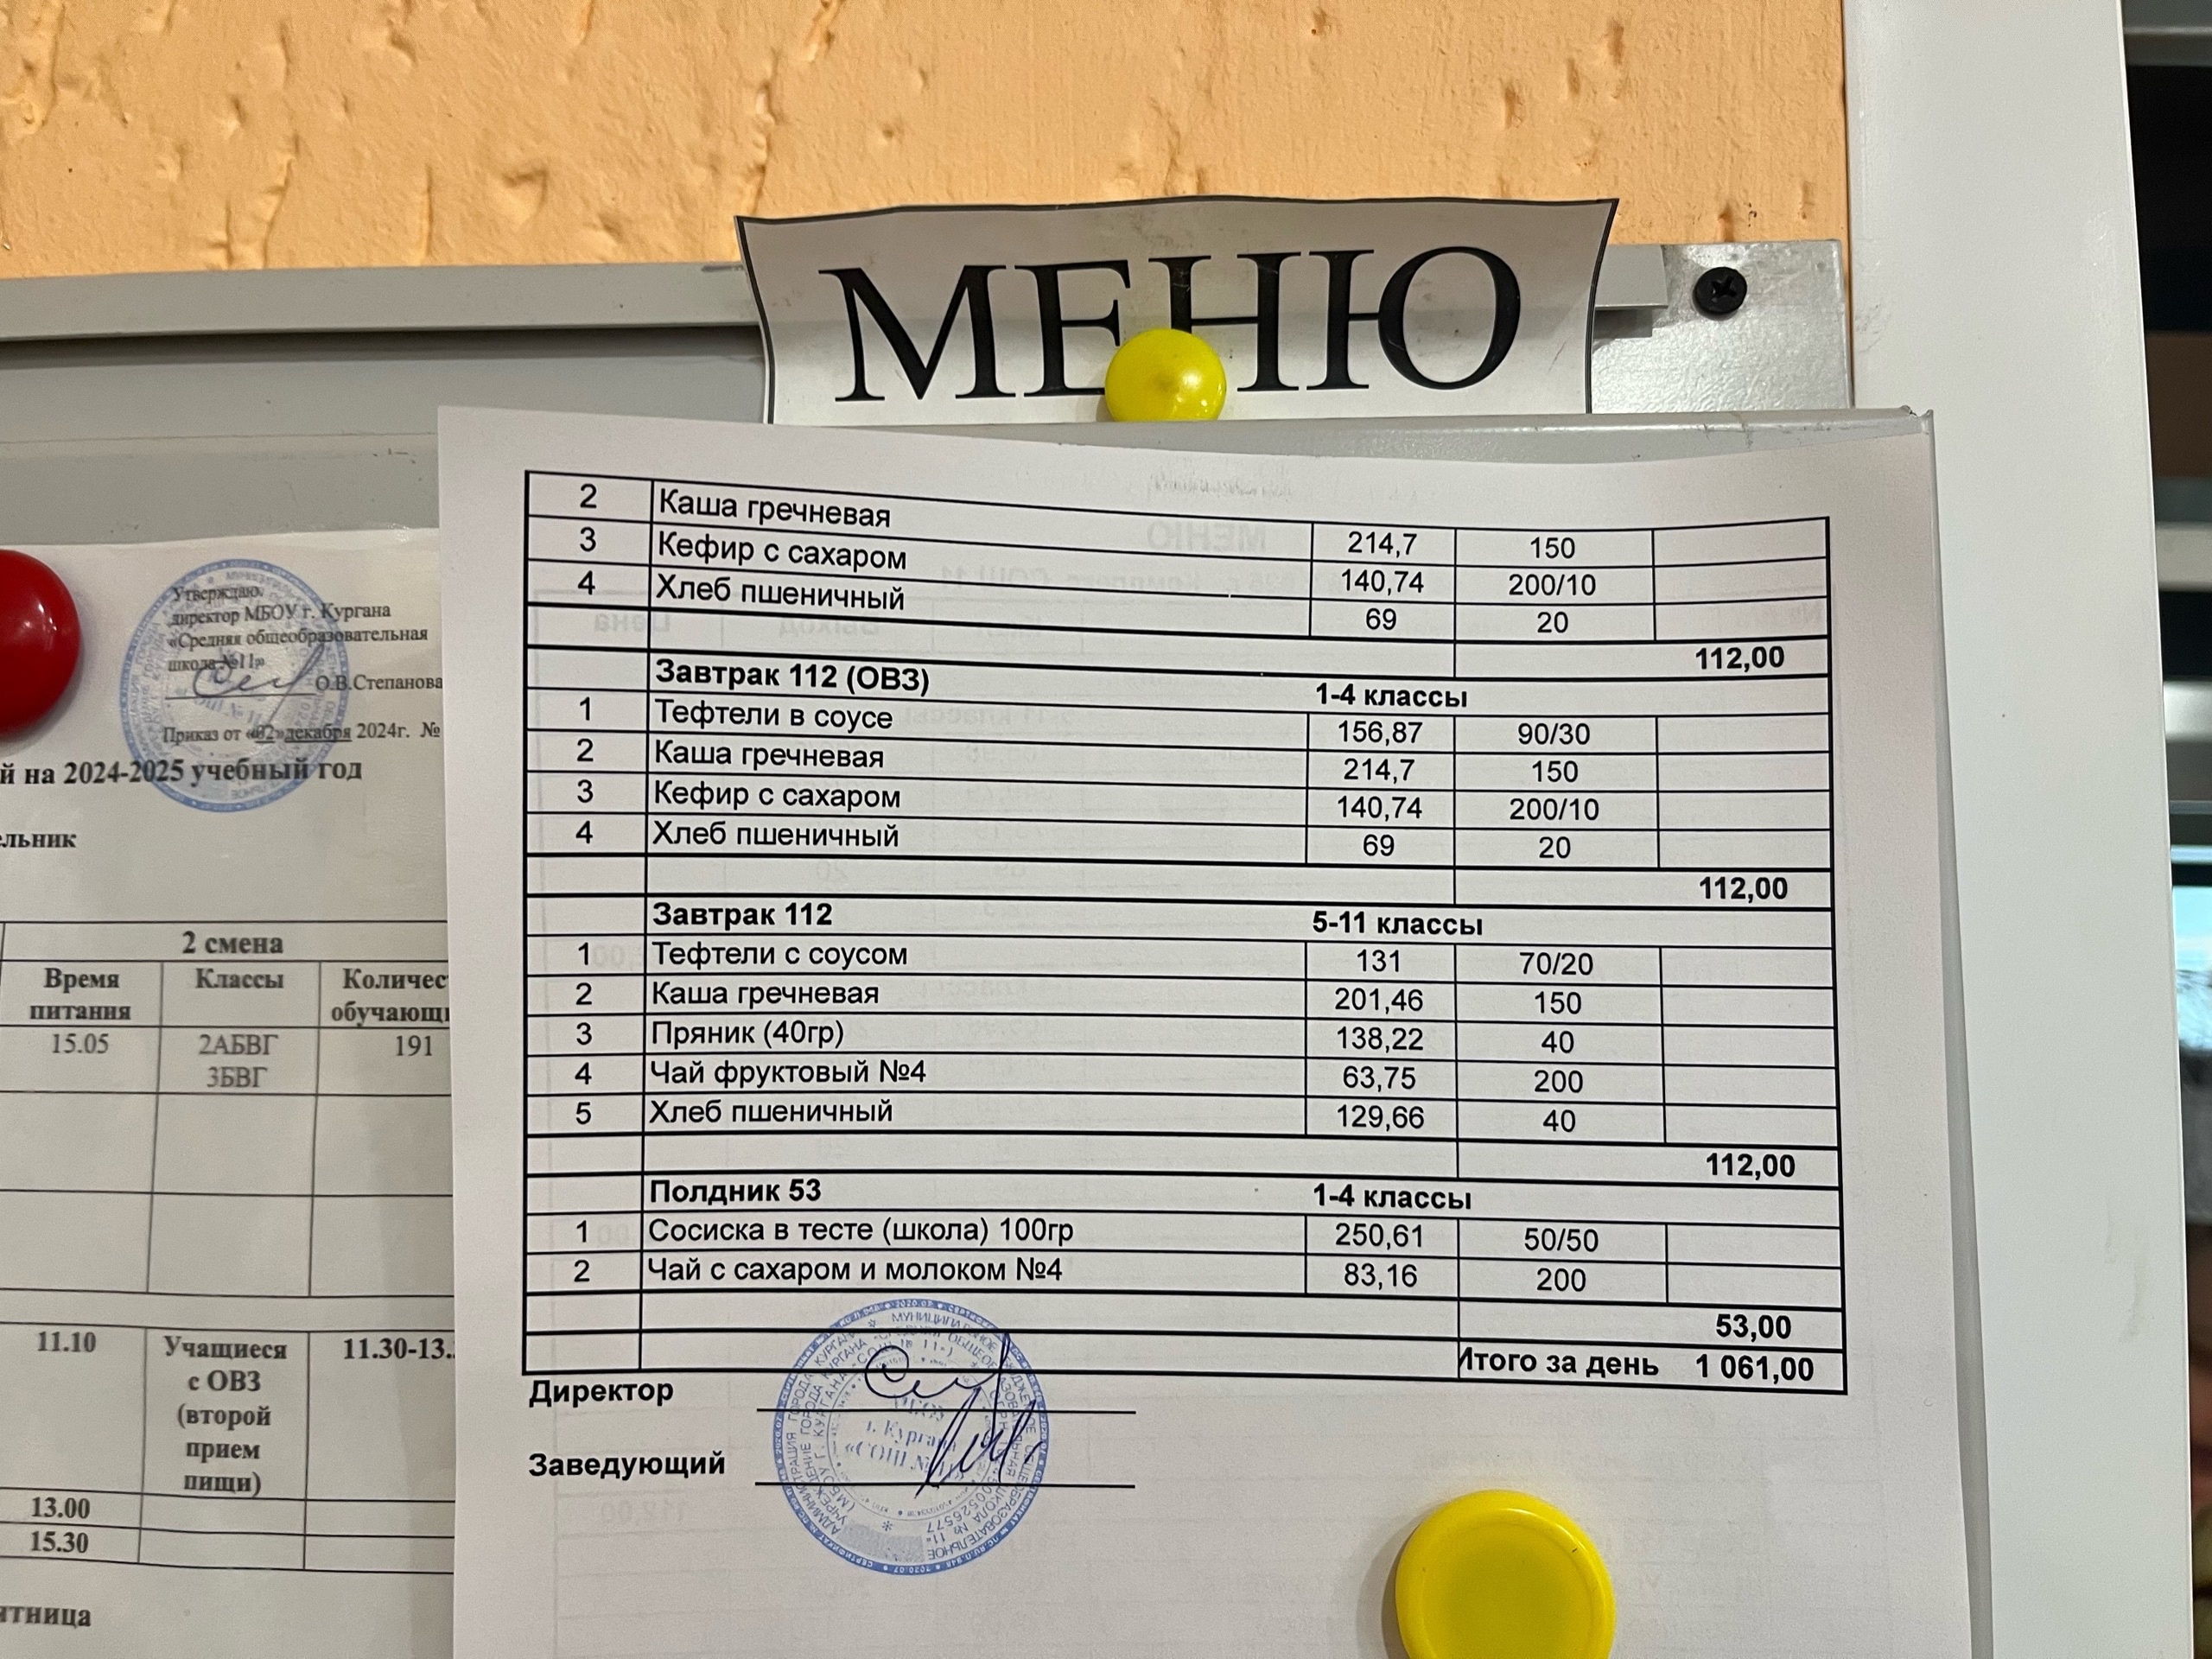 МЕНЮ
2 Каша гречневая 214,7 150
3 Кефир с сахаром 140,74 200/10
4 Хлеб пшеничный 69 20
112,00
Завтрак 112 (ОВЗ) 1-4 классы
1 Тефтели в соусе 156,87 90/30
2 Каша гречневая 214,7 150
3 Кефир с сахаром 140,74 200/10
4 Хлеб пшеничный 69 20
112,00
Завтрак 112 5-11 классы
1 Тефтели с соусом 131 70/20
2 Каша гречневая 201,46 150
3 Пряник (40гр) 138,22 40
4 Чай фруктовый №4 63,75 200
5 Хлеб пшеничный 129,66 40
112,00
Полдник 53 1-4 классы
1 Сосиска в тесте (школа) 100гр 250,61 50/50
2 Чай с сахаром и молоком №4 83,16 200
53,00
Итого за день 1 061,00
Директор
Заведующий
Утверждаю
директор МБОУ г. Кургана
«Средняя общеобразовательная
школа №11»
О.В.Степанова
Приказ от «02» декабря 2024г. №
й на 2024-2025 учебный год
ельник
2 смена
Время питания Классы Количес обучающ
15.05 2АБВГ 191
3БВГ
11.10 Учащиеся 11.30-13.
с ОВЗ
(второй
прием
пищи)
13.00
15.30
ятница